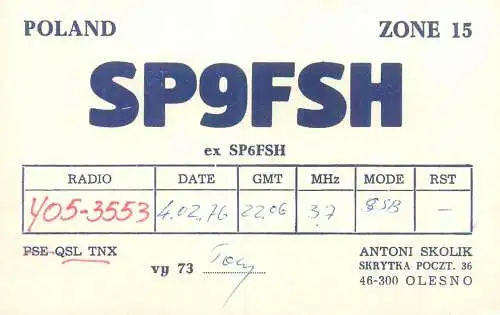 POLAND ZONE 15
SP9FSH
ex SP6FSH
RADIO DATE GMT MHz MODE RST
YO5-3553 4.02.76 22.06 3.7 SSB —
PSE QSL TNX
vy 73 Tony
ANTONI SKOLIK
SKRYTKA POCZT. 36
46-300 OLESNO